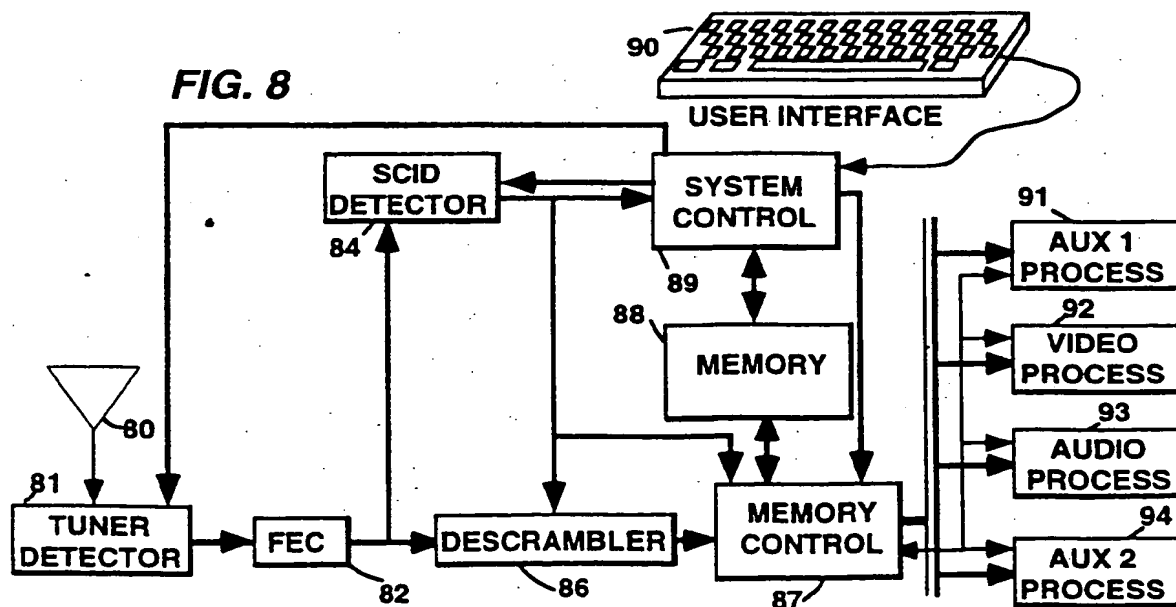 FIG. 8
90
USER INTERFACE
SCID
DETECTOR
84
SYSTEM
CONTROL
89
91
AUX 1
PROCESS
88
MEMORY
92
VIDEO
PROCESS
80
93
AUDIO
PROCESS
81
TUNER
DETECTOR
FEC
82
DESCRAMBLER
86
MEMORY
CONTROL
87
94
AUX 2
PROCESS